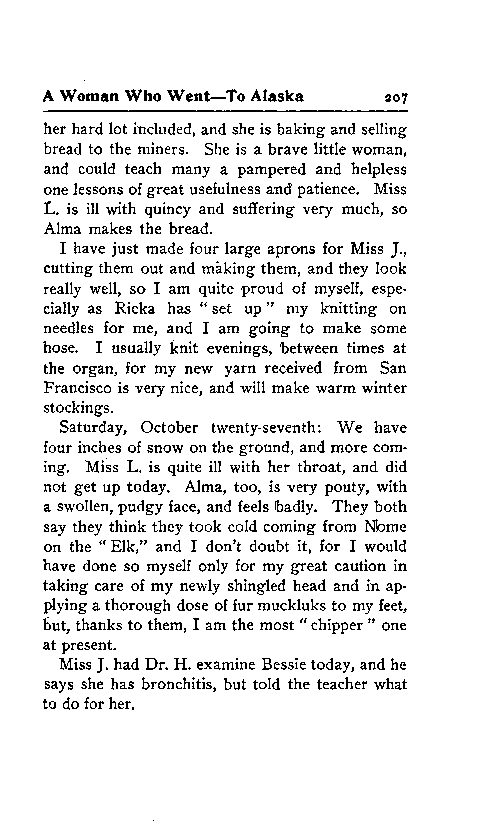 A Woman Who Went—To Alaska 207
her hard lot included, and she is baking and selling
bread to the miners. She is a brave little woman,
and could teach many a pampered and helpless
one lessons of great usefulness and patience. Miss
L. is ill with quincy and suffering very much, so
Alma makes the bread.
I have just made four large aprons for Miss J.,
cutting them out and making them, and they look
really well, so I am quite proud of myself, espe-
cially as Ricka has "set up" my knitting on
needles for me, and I am going to make some
hose. I usually knit evenings, between times at
the organ, for my new yarn received from San
Francisco is very nice, and will make warm winter
stockings.
Saturday, October twenty-seventh: We have
four inches of snow on the ground, and more com-
ing. Miss L. is quite ill with her throat, and did
not get up today. Alma, too, is very pouty, with
a swollen, pudgy face, and feels badly. They both
say they think they took cold coming from Nome
on the "Elk," and I don't doubt it, for I would
have done so myself only for my great caution in
taking care of my newly shingled head and in ap-
plying a thorough dose of fur muckluks to my feet,
but, thanks to them, I am the most "chipper" one
at present.
Miss J. had Dr. H. examine Bessie today, and he
says she has bronchitis, but told the teacher what
to do for her.